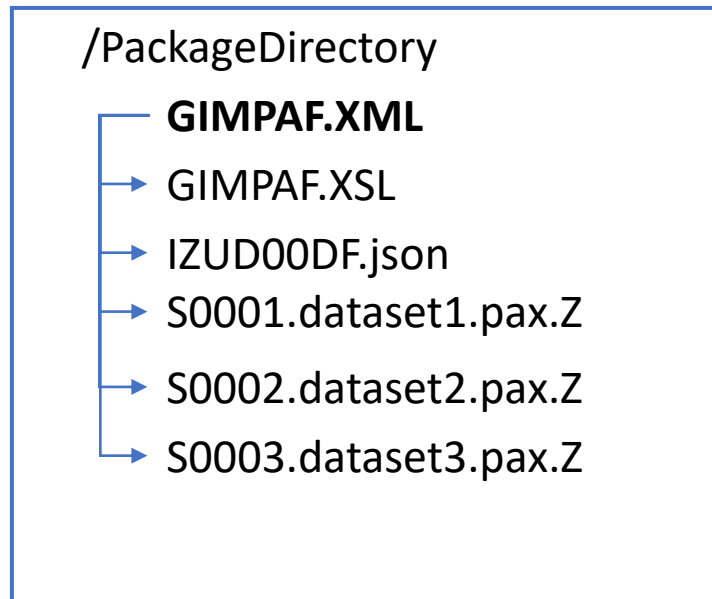 /PackageDirectory
GIMPAF.XML
GIMPAF.XSL
IZUD00DF.json
S0001.dataset1.pax.Z
S0002.dataset2.pax.Z
S0003.dataset3.pax.Z